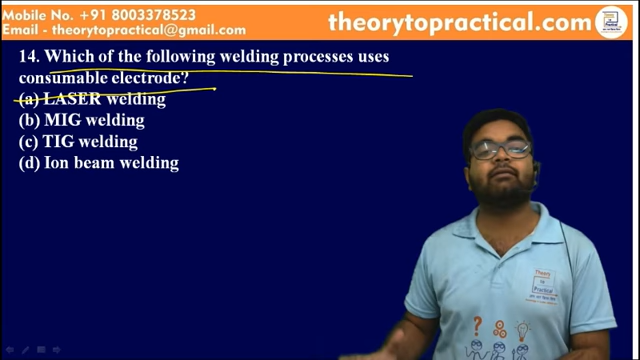 Mobile No. +91 8003378523
Email - theorytopractical@gmail.com
theorytopractical.com
14. Which of the following welding processes uses
consumable electrode?
(a) LASER welding
(b) MIG welding
(c) TIG welding
(d) Ion beam welding
Theory
to
Practical